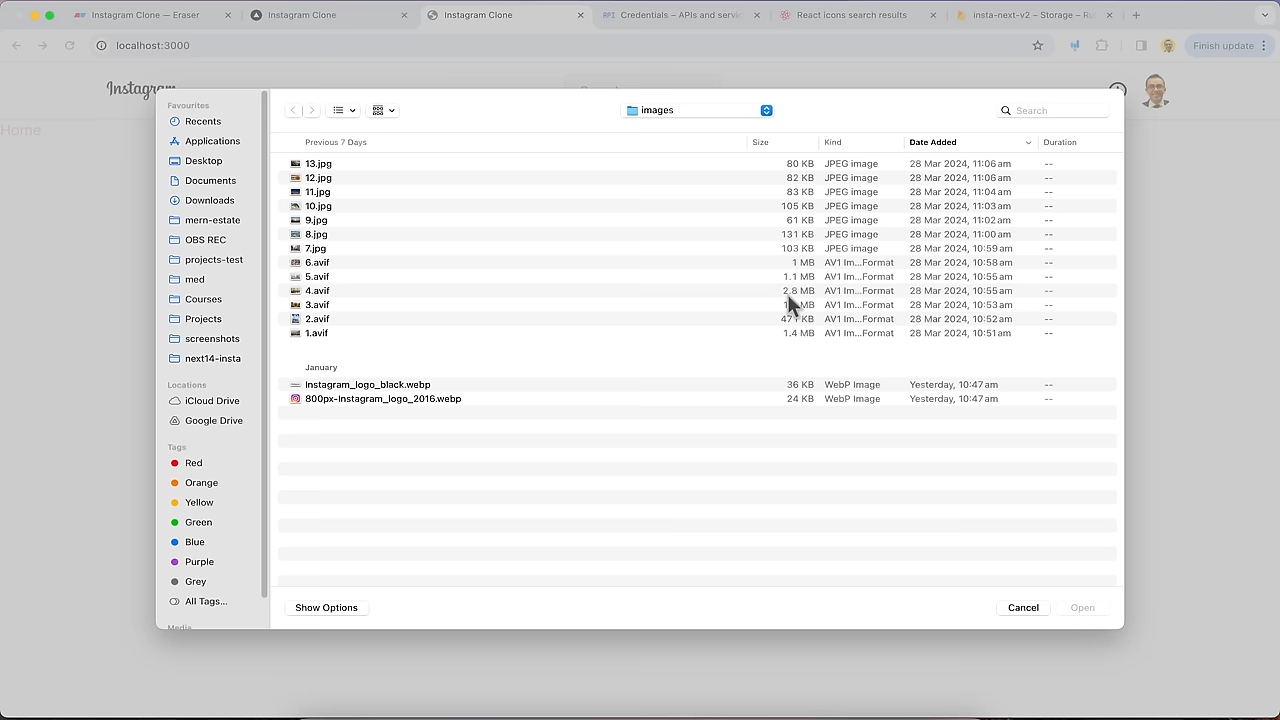 Instagram Clone — Eraser
Instagram Clone
Instagram Clone
Credentials – APIs and servic
React icons search results
insta-next-v2 – Storage – Ru
localhost:3000
Finish update
Instagram
Home
Favourites
Recents
Applications
Desktop
Documents
Downloads
mern-estate
OBS REC
projects-test
med
Courses
Projects
screenshots
next14-insta
Locations
iCloud Drive
Google Drive
Tags
Red
Orange
Yellow
Green
Blue
Purple
Grey
All Tags...
Media
images
Search
Previous 7 Days Size Kind Date Added Duration
13.jpg 80 KB JPEG image 28 Mar 2024, 11:06 am --
12.jpg 82 KB JPEG image 28 Mar 2024, 11:06 am --
11.jpg 83 KB JPEG image 28 Mar 2024, 11:04 am --
10.jpg 105 KB JPEG image 28 Mar 2024, 11:03 am --
9.jpg 61 KB JPEG image 28 Mar 2024, 11:02 am --
8.jpg 131 KB JPEG image 28 Mar 2024, 11:00 am --
7.jpg 103 KB JPEG image 28 Mar 2024, 10:59 am --
6.avif 1 MB AV1 Im...Format 28 Mar 2024, 10:58 am --
5.avif 1.1 MB AV1 Im...Format 28 Mar 2024, 10:55 am --
4.avif 2.8 MB AV1 Im...Format 28 Mar 2024, 10:55 am --
3.avif MB AV1 Im...Format 28 Mar 2024, 10:53 am --
2.avif 471 KB AV1 Im...Format 28 Mar 2024, 10:52 am --
1.avif 1.4 MB AV1 Im...Format 28 Mar 2024, 10:51 am --
January
Instagram_logo_black.webp 36 KB WebP Image Yesterday, 10:47 am --
800px-Instagram_logo_2016.webp 24 KB WebP Image Yesterday, 10:47 am --
Show Options
Cancel
Open